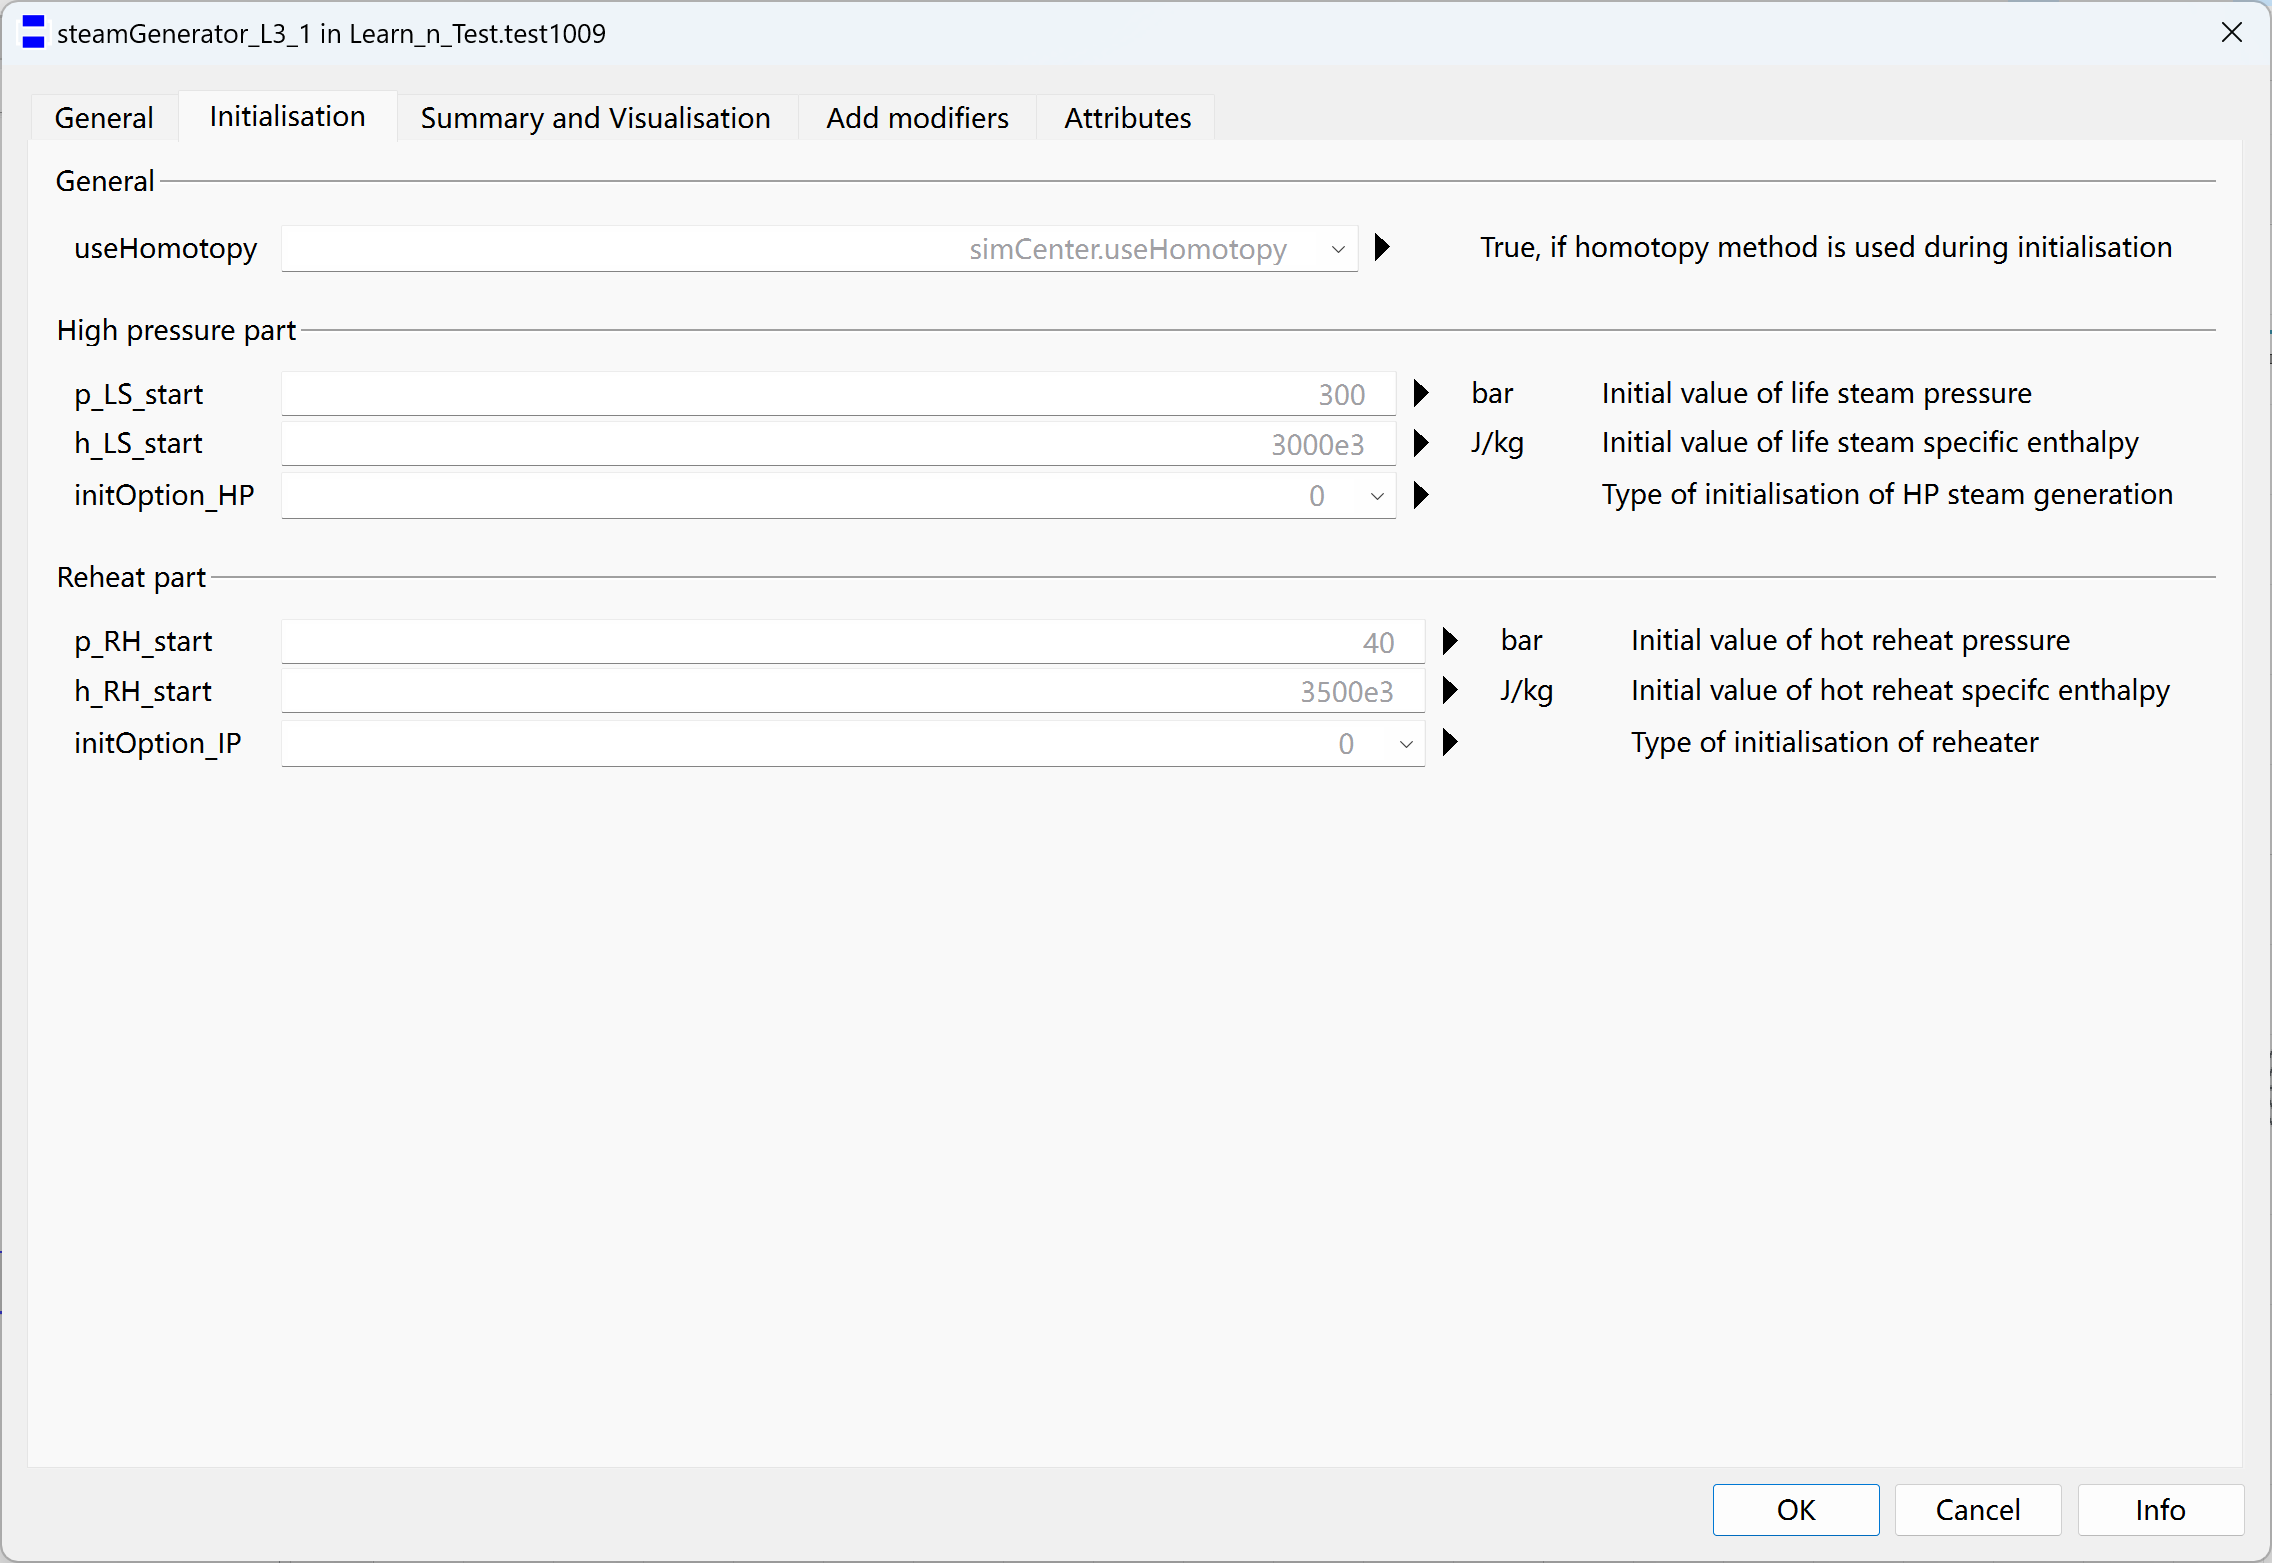 steamGenerator_L3_1 in Learn_n_Test.test1009
General Initialisation Summary and Visualisation Add modifiers Attributes
General
useHomotopy simCenter.useHomotopy True, if homotopy method is used during initialisation
High pressure part
p_LS_start 300 bar Initial value of life steam pressure
h_LS_start 3000e3 J/kg Initial value of life steam specific enthalpy
initOption_HP 0 Type of initialisation of HP steam generation
Reheat part
p_RH_start 40 bar Initial value of hot reheat pressure
h_RH_start 3500e3 J/kg Initial value of hot reheat specifc enthalpy
initOption_IP 0 Type of initialisation of reheater
OK Cancel Info